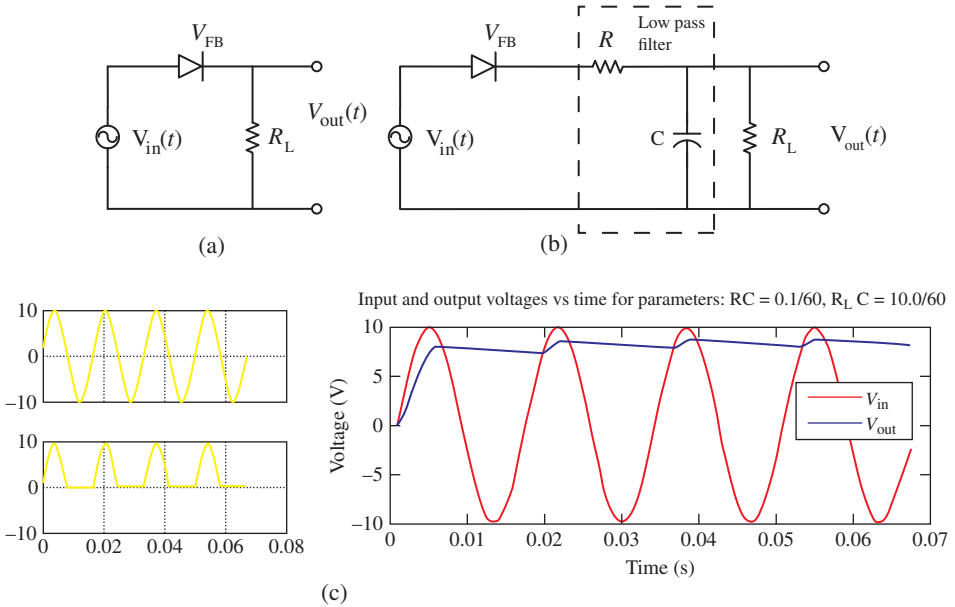 V_FB
V_in(t)
R_L
V_out(t)
(a)
V_FB
R
Low pass
filter
V_in(t)
C
R_L
V_out(t)
(b)
10
0
−10
10
0
−10
0 0.02 0.04 0.06 0.08
Input and output voltages vs time for parameters: RC = 0.1/60, R_L C = 10.0/60
10
5
0
-5
−10
Voltage (V)
V_in
V_out
0 0.01 0.02 0.03 0.04 0.05 0.06 0.07
Time (s)
(c)